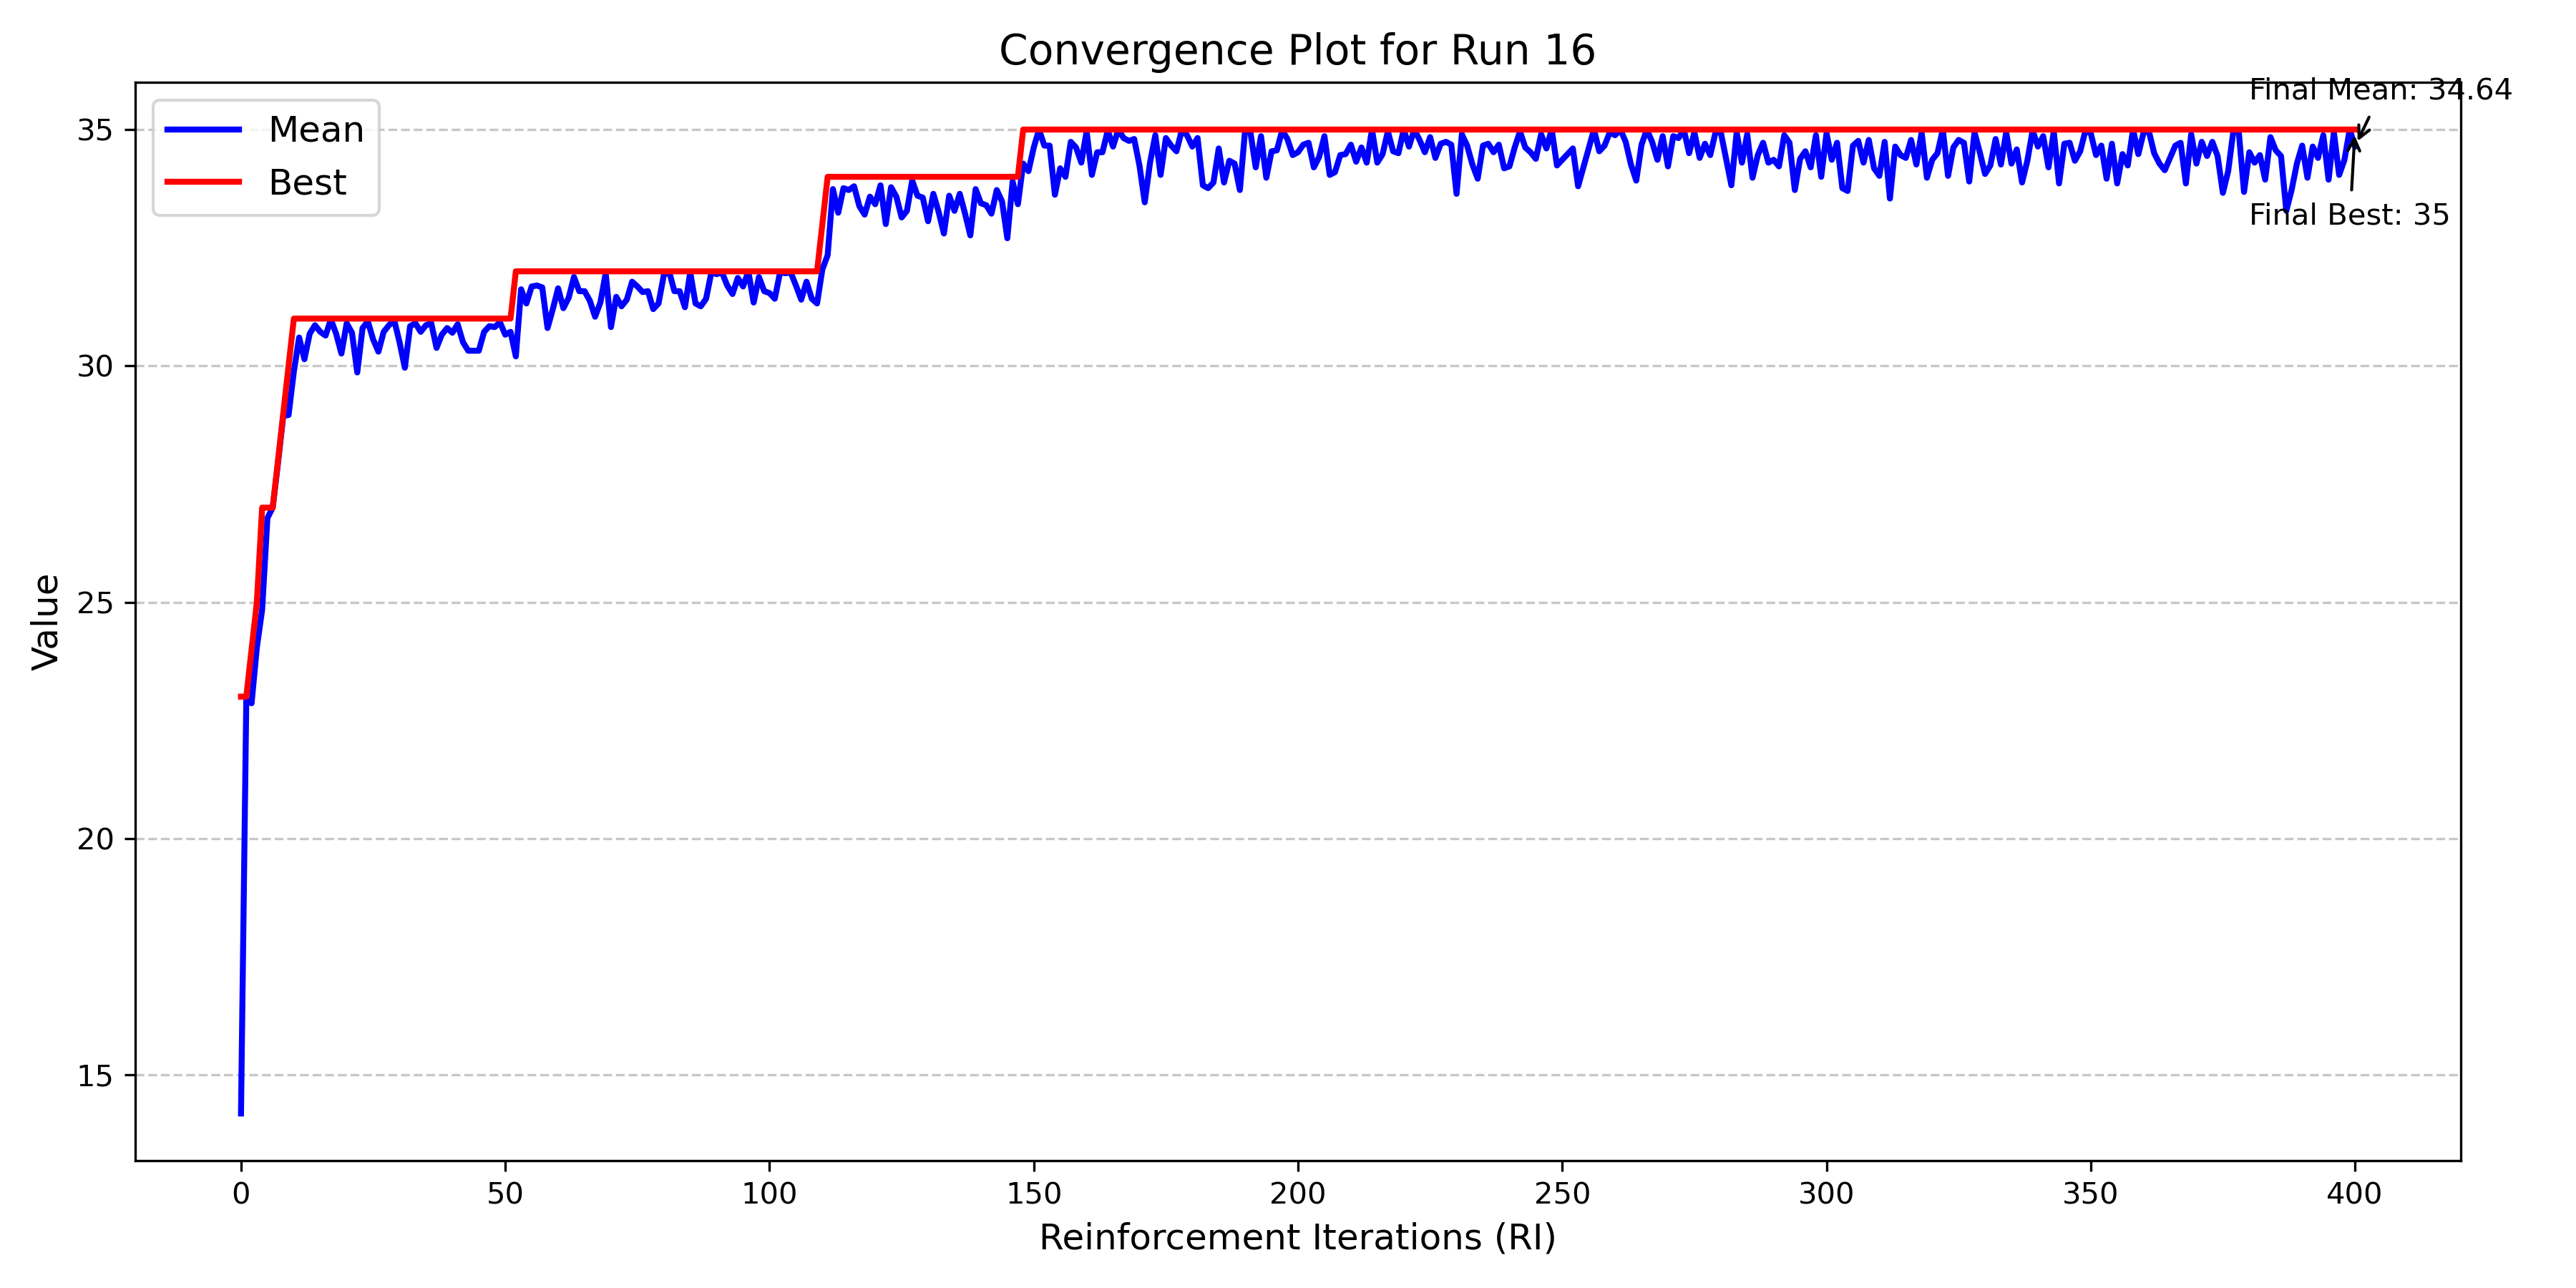 Convergence Plot for Run 16
Final Mean: 34.64
Mean
Best
Final Best: 35
35
30
25
20
15
Value
0 50 100 150 200 250 300 350 400
Reinforcement Iterations (RI)